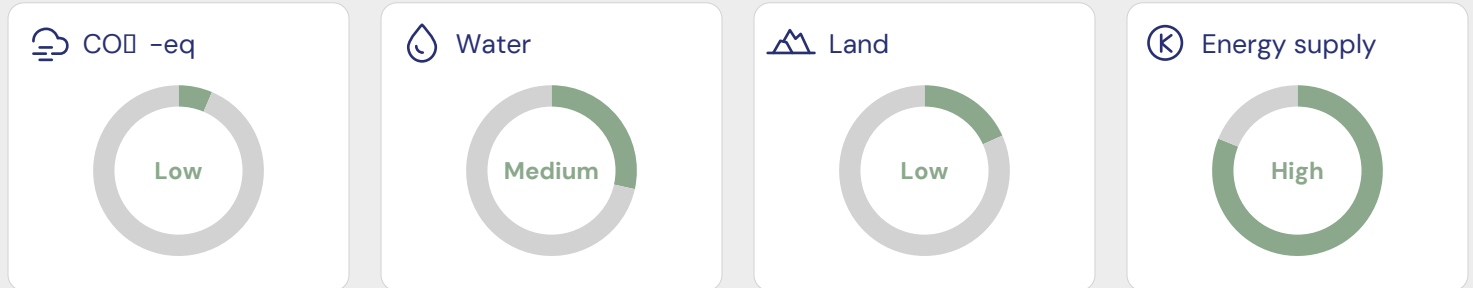 CO▯ -eq
Water
Land
Energy supply
Low
Medium
Low
High